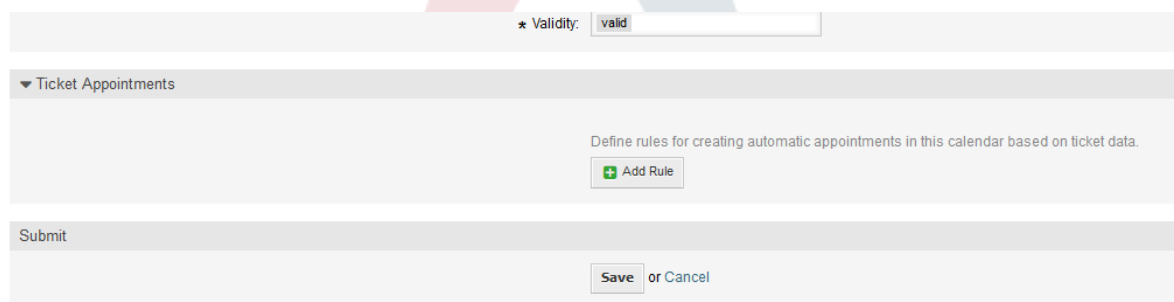 * Validity: valid
Ticket Appointments
Define rules for creating automatic appointments in this calendar based on ticket data.
Add Rule
Submit
Save or Cancel